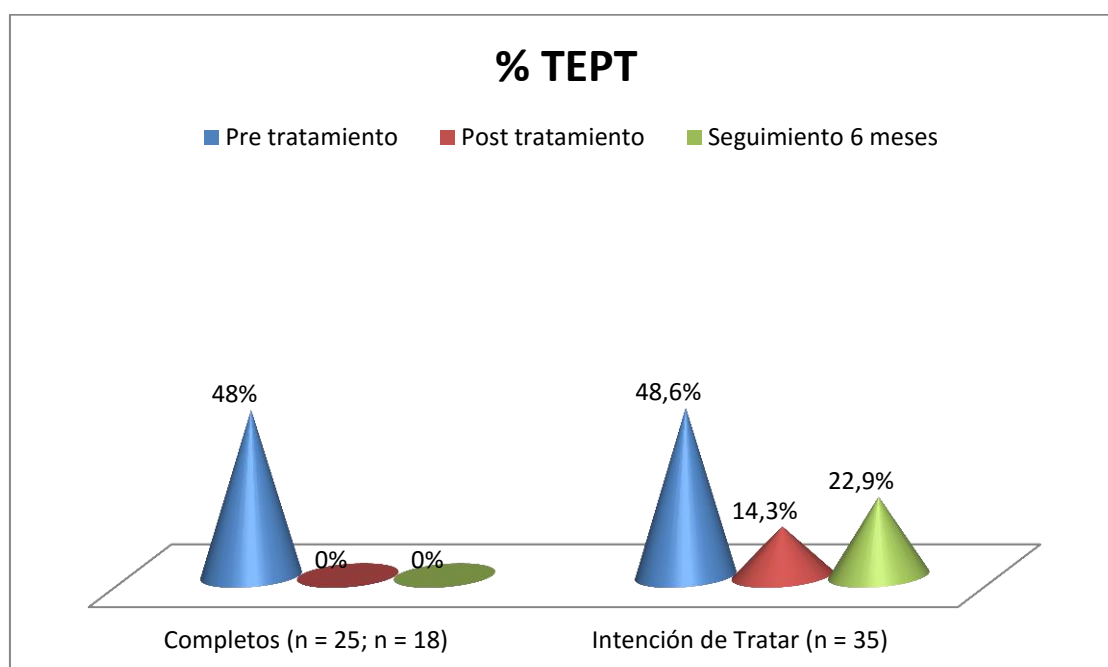 % TEPT
Pre tratamiento Post tratamiento Seguimiento 6 meses
48% 48,6%
22,9%
14,3%
0% 0%
Completos (n = 25; n = 18) Intención de Tratar (n = 35)